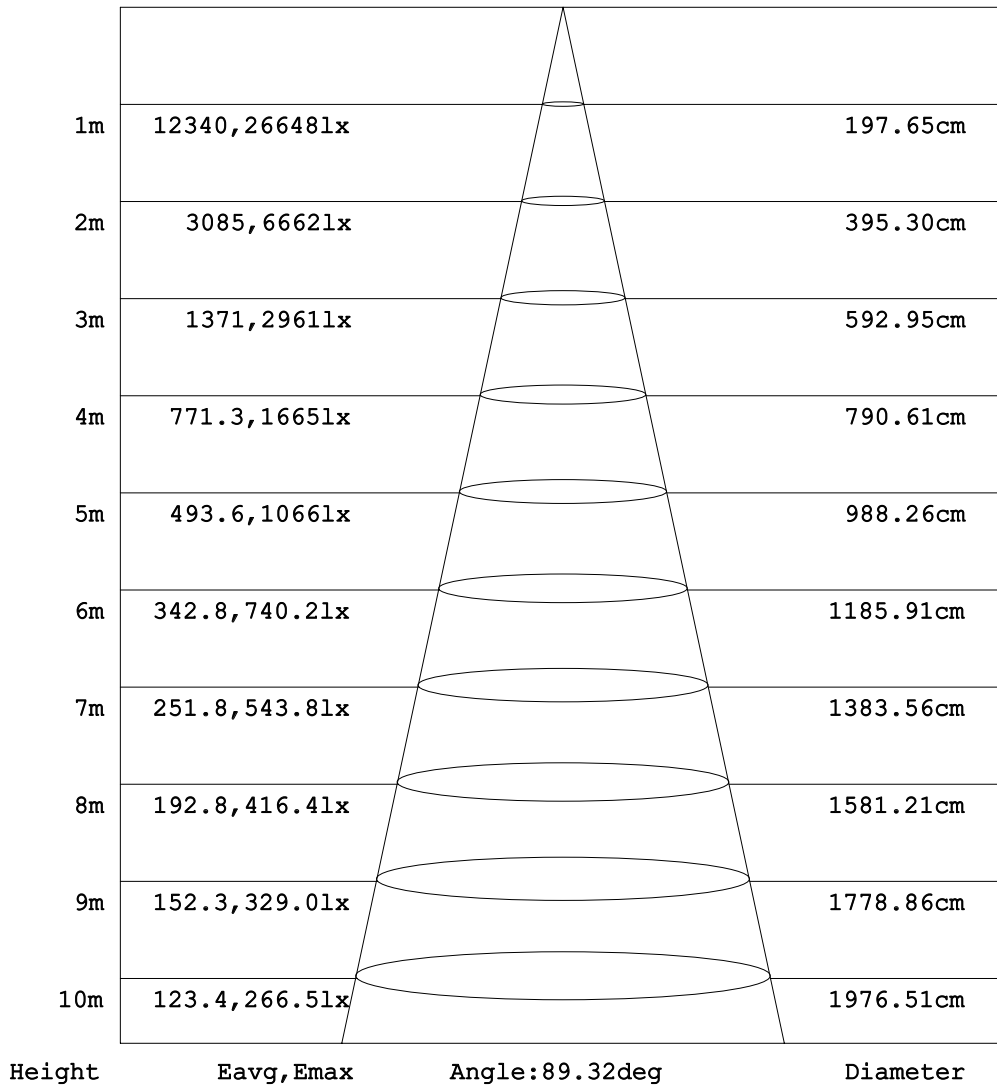 1m 12340,26648lx 197.65cm
2m 3085,6662lx 395.30cm
3m 1371,2961lx 592.95cm
4m 771.3,1665lx 790.61cm
5m 493.6,1066lx 988.26cm
6m 342.8,740.2lx 1185.91cm
7m 251.8,543.8lx 1383.56cm
8m 192.8,416.4lx 1581.21cm
9m 152.3,329.0lx 1778.86cm
10m 123.4,266.5lx 1976.51cm
Height Eavg,Emax Angle:89.32deg Diameter